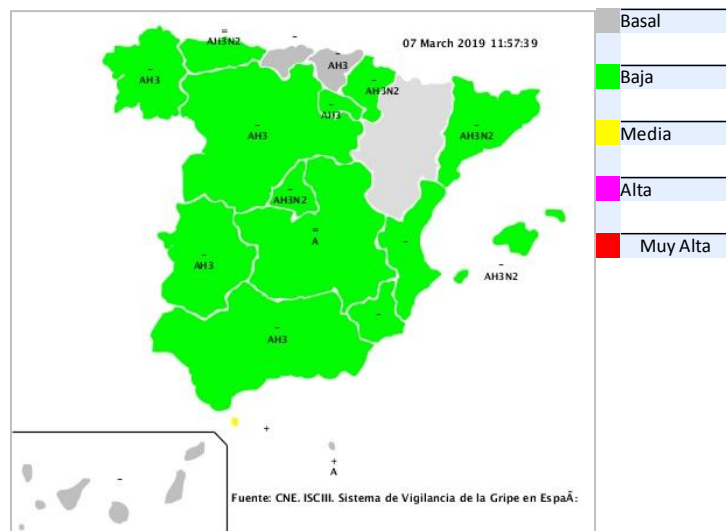 07 March 2019 11:57:39
=
AH3N2
–
–
AH3
–
AH3
–
AH3N2
–
AH3
–
AH3N2
–
AH3
–
AH3N2
=
A
–
–
AH3N2
–
AH3
–
–
AH3
+
+
A
–
Fuente: CNE. ISCIII. Sistema de Vigilancia de la Gripe en EspaÃ:
Basal
Baja
Media
Alta
Muy Alta